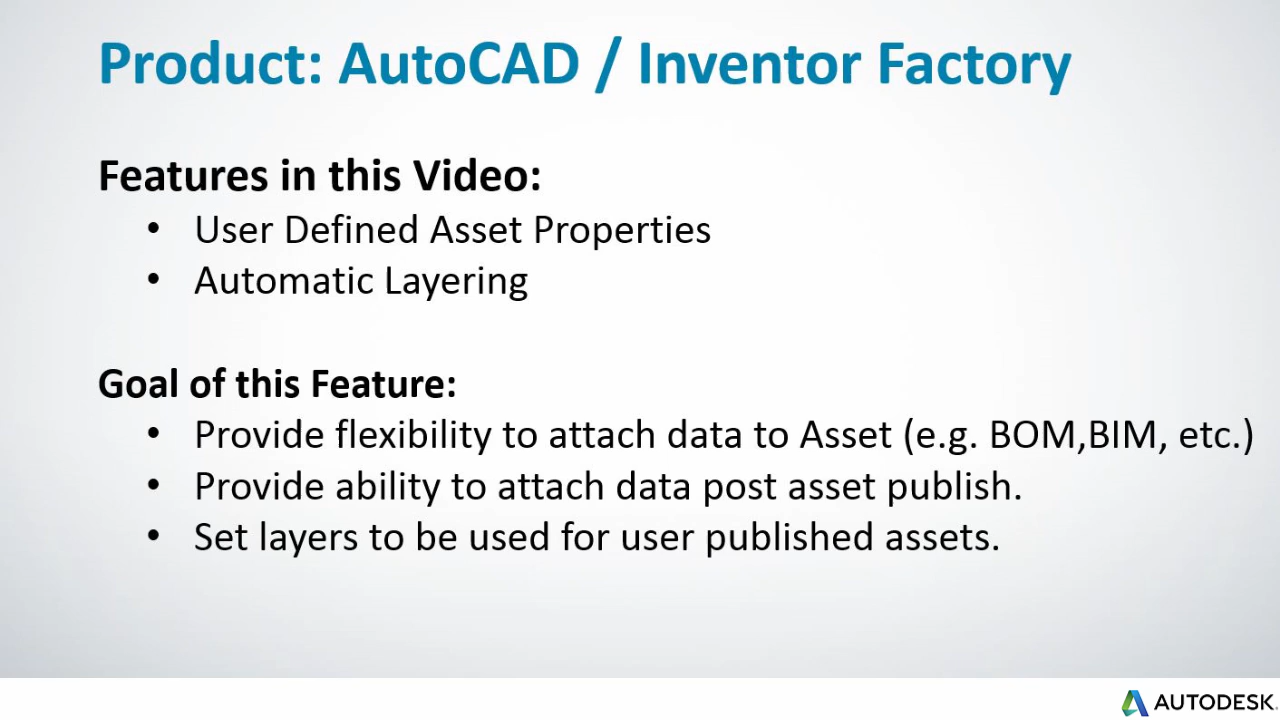 Product: AutoCAD / Inventor Factory
Features in this Video:
• User Defined Asset Properties
• Automatic Layering
Goal of this Feature:
• Provide flexibility to attach data to Asset (e.g. BOM,BIM, etc.)
• Provide ability to attach data post asset publish.
• Set layers to be used for user published assets.
AUTODESK.